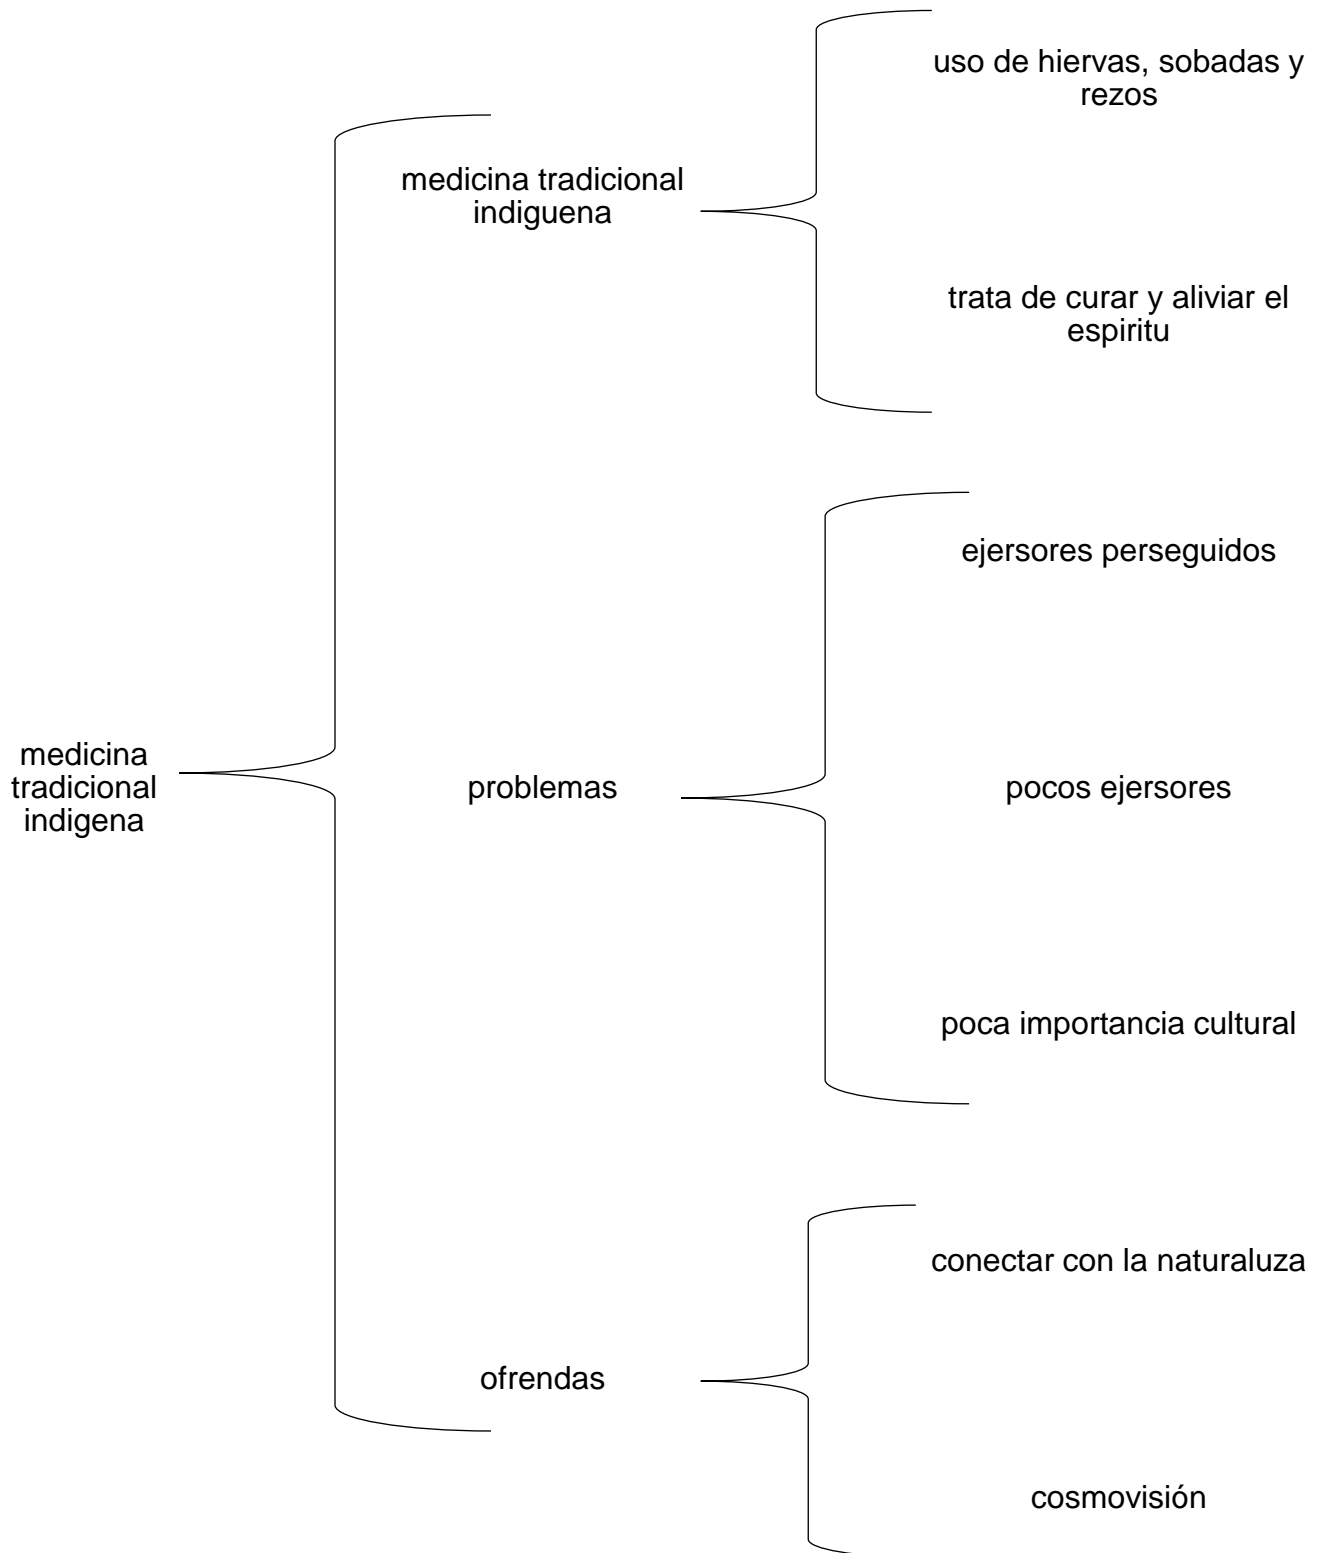 medicina
tradicional
indigena
medicina tradicional
indiguena
uso de hiervas, sobadas y
rezos
trata de curar y aliviar el
espiritu
problemas
ejersores perseguidos
pocos ejersores
poca importancia cultural
ofrendas
conectar con la naturaluza
cosmovisión